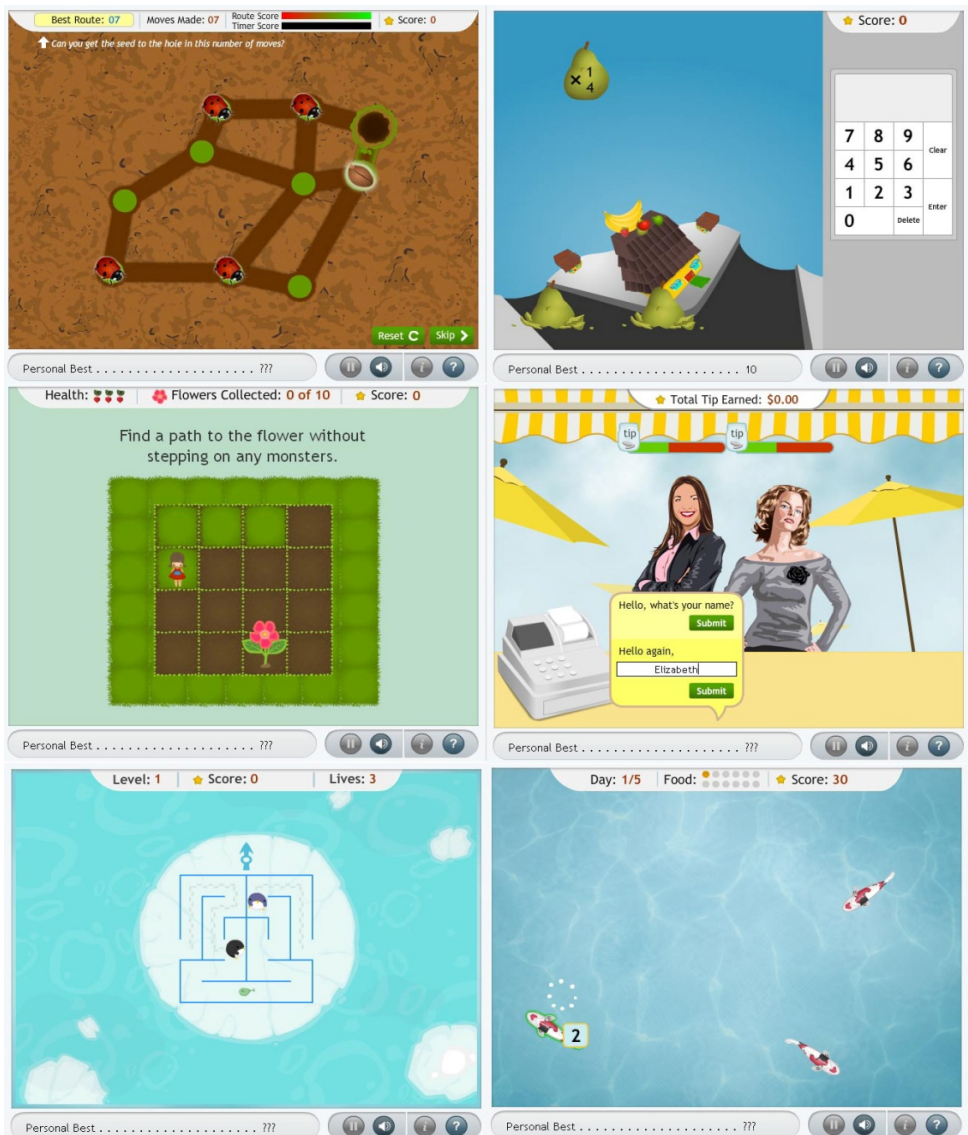 Best Route: 07
Moves Made: 07
Route Score
Timer Score
Score: 0
Can you get the seed to the hole in this number of moves?
Reset
Skip
Personal Best . . . . . . . . . . . . . . . . . . . . . ???
i
?
Score: 0
× 1
4
7 8 9
Clear
4 5 6
1 2 3
Enter
0
Delete
Personal Best . . . . . . . . . . . . . . . . . . . . . 10
i
?
Health:
Flowers Collected: 0 of 10
Score: 0
Find a path to the flower without
stepping on any monsters.
Personal Best . . . . . . . . . . . . . . . . . . . . . ???
i
?
Total Tip Earned: $0.00
tip
tip
Hello, what's your name?
Submit
Hello again,
Elizabeth
Submit
Personal Best . . . . . . . . . . . . . . . . . . . . . ???
i
?
Level: 1
Score: 0
Lives: 3
Personal Best . . . . . . . . . . . . . . . . . . . . . ???
i
?
Day: 1/5
Food:
Score: 30
2
Personal Best . . . . . . . . . . . . . . . . . . . . . ???
i
?